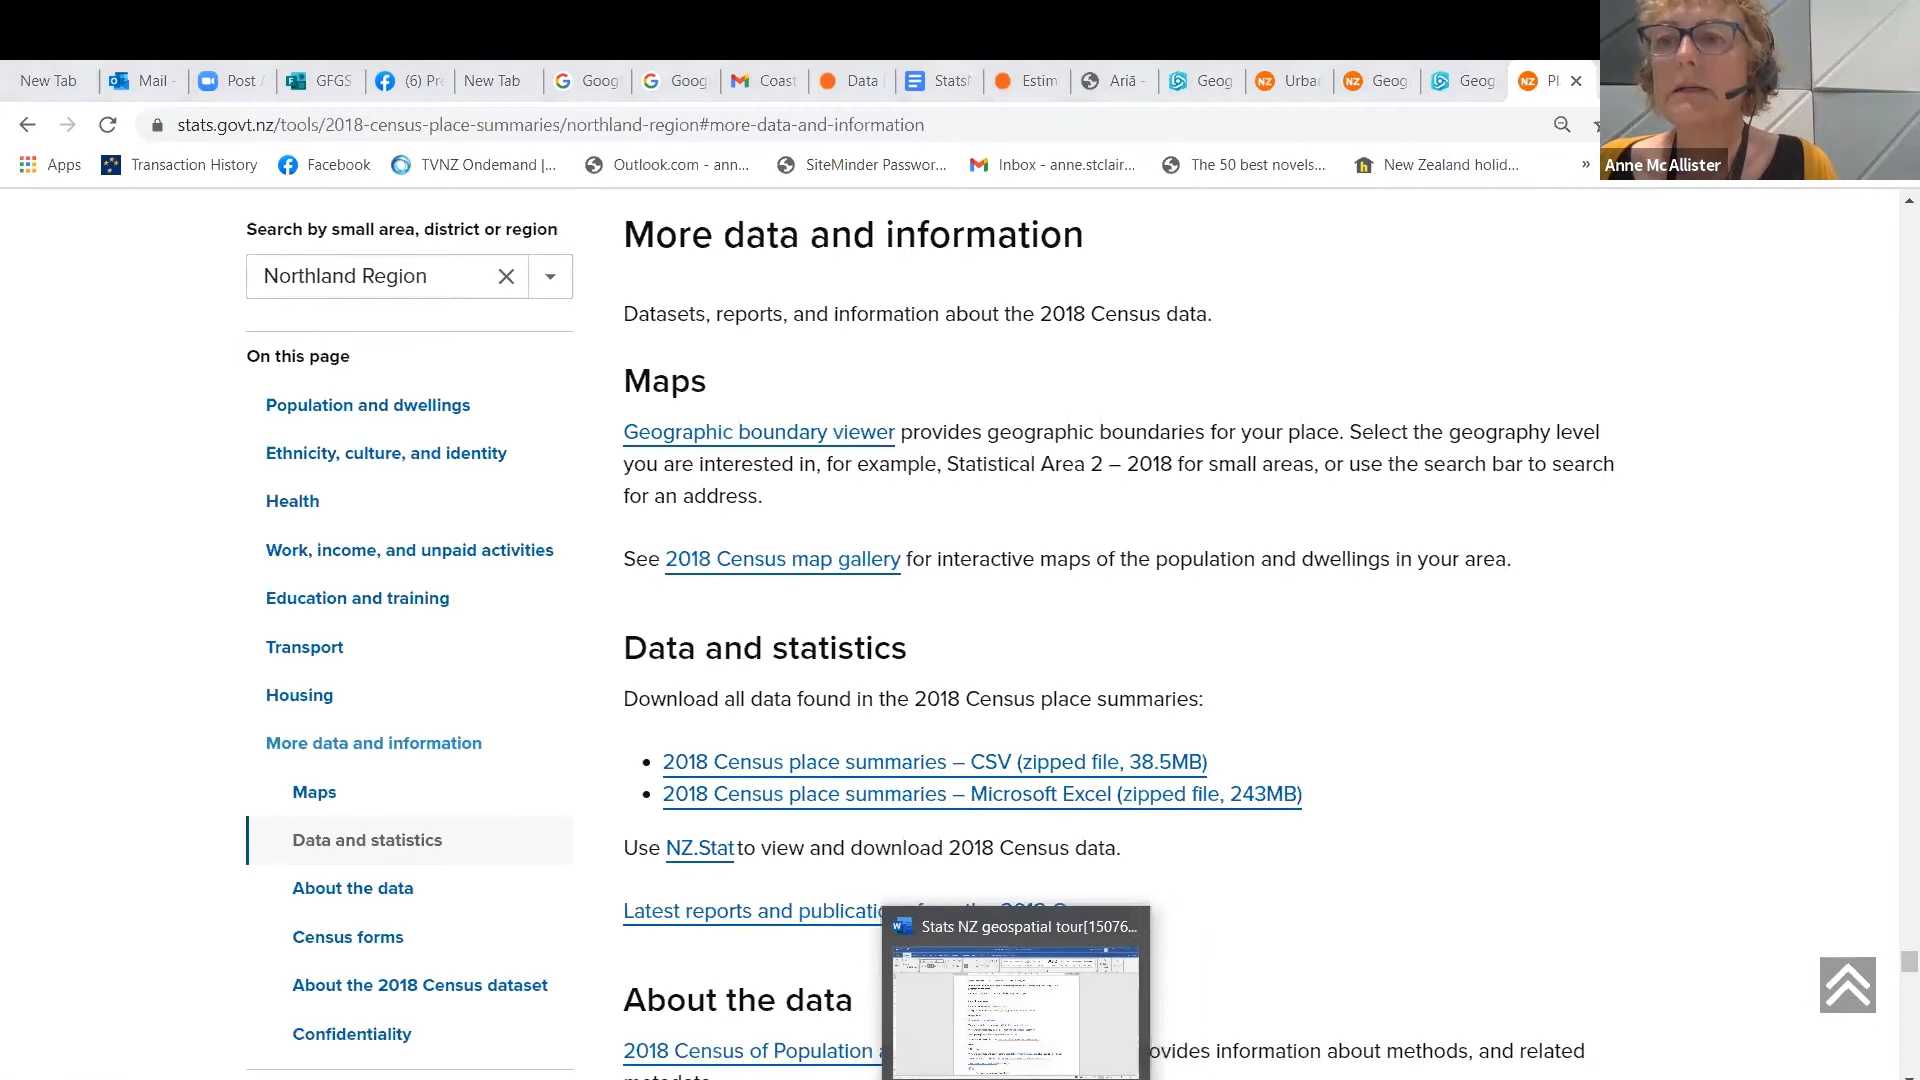 New Tab
Mail
Post
GFGS
(6) Pr
New Tab
Goog
Goog
Coast
Data
StatsN
Estim
Ariā -
Geog
Urba
Geog
Geog
Pl
stats.govt.nz/tools/2018-census-place-summaries/northland-region#more-data-and-information
Apps
Transaction History
Facebook
TVNZ Ondemand |...
Outlook.com - ann...
SiteMinder Passwor...
Inbox - anne.stclair...
The 50 best novels...
New Zealand holid...
»
Anne McAllister
Search by small area, district or region
Northland Region
On this page
Population and dwellings
Ethnicity, culture, and identity
Health
Work, income, and unpaid activities
Education and training
Transport
Housing
More data and information
Maps
Data and statistics
About the data
Census forms
About the 2018 Census dataset
Confidentiality
More data and information
Datasets, reports, and information about the 2018 Census data.
Maps
Geographic boundary viewer provides geographic boundaries for your place. Select the geography level
you are interested in, for example, Statistical Area 2 – 2018 for small areas, or use the search bar to search
for an address.
See 2018 Census map gallery for interactive maps of the population and dwellings in your area.
Data and statistics
Download all data found in the 2018 Census place summaries:
• 2018 Census place summaries – CSV (zipped file, 38.5MB)
• 2018 Census place summaries – Microsoft Excel (zipped file, 243MB)
Use NZ.Stat to view and download 2018 Census data.
Latest reports and publicatio
Stats NZ geospatial tour[15076...
About the data
2018 Census of Population
ovides information about methods, and related